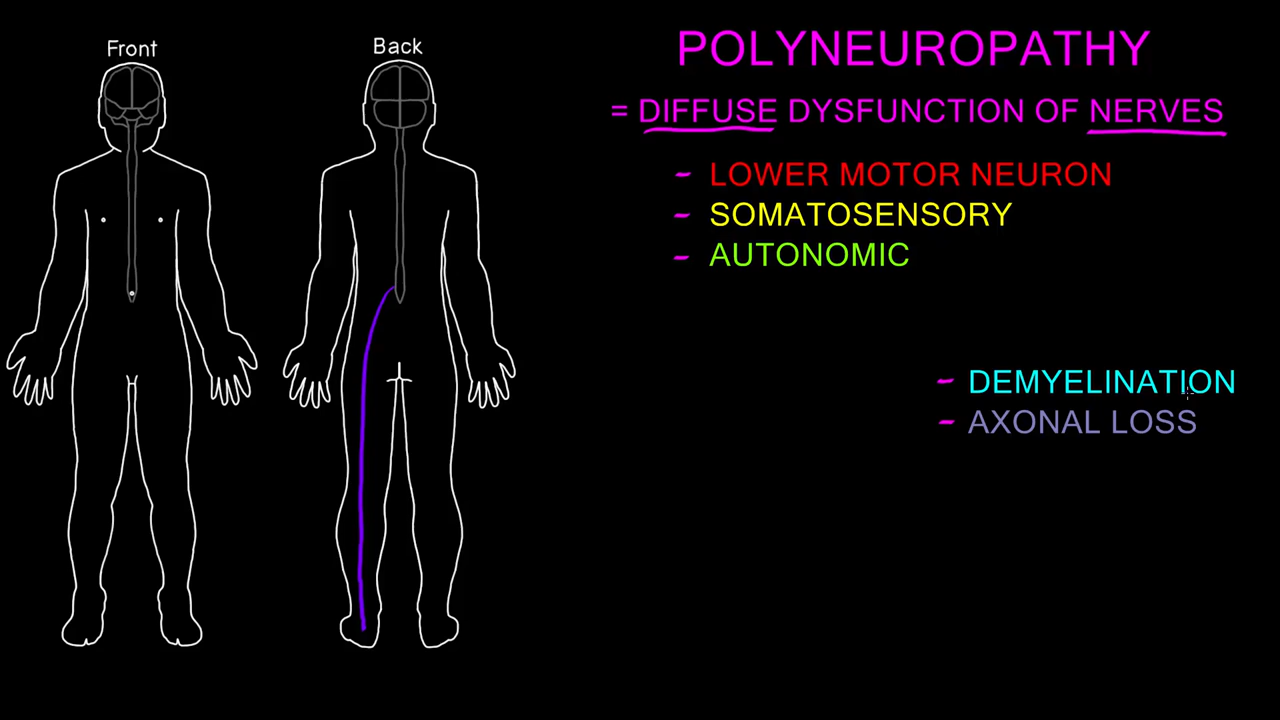 Front
Back
POLYNEUROPATHY
= DIFFUSE DYSFUNCTION OF NERVES
- LOWER MOTOR NEURON
- SOMATOSENSORY
- AUTONOMIC
- DEMYELINATION
- AXONAL LOSS